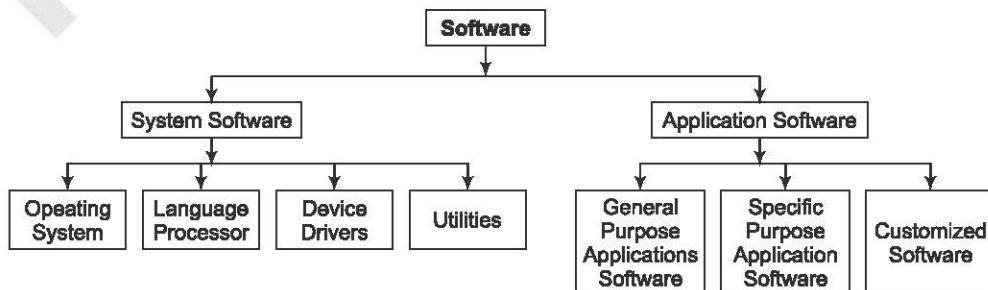 Software
System Software
Application Software
Opeating
System
Language
Processor
Device
Drivers
Utilities
General
Purpose
Applications
Software
Specific
Purpose
Application
Software
Customized
Software